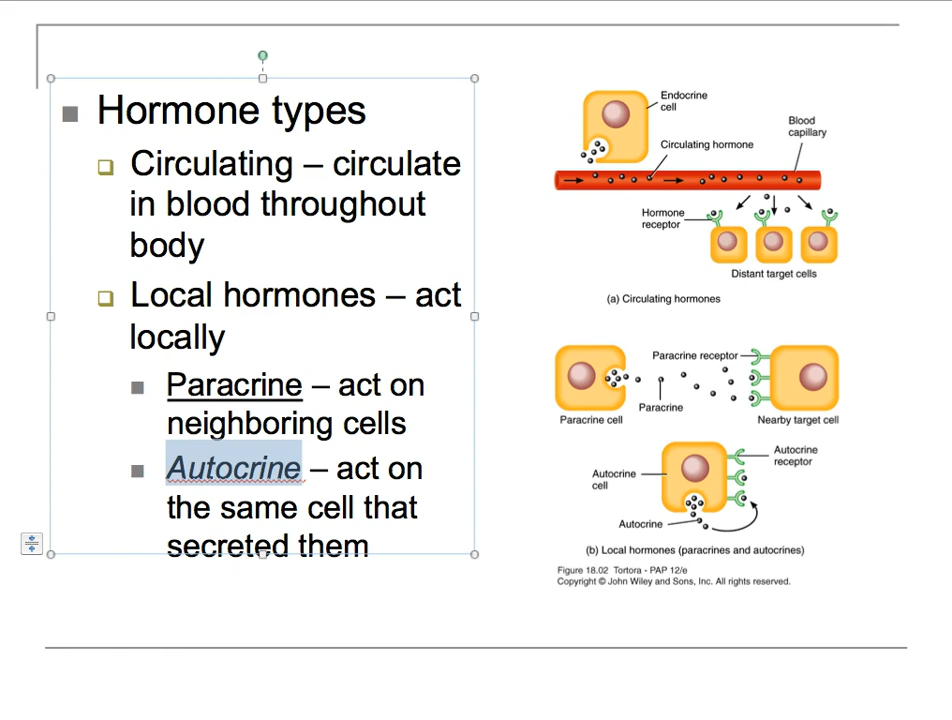 Hormone types
Circulating – circulate
in blood throughout
body
Local hormones – act
locally
Paracrine – act on
neighboring cells
Autocrine – act on
the same cell that
secreted them
Endocrine
cell
Circulating hormone
Blood
capillary
Hormone
receptor
Distant target cells
(a) Circulating hormones
Paracrine receptor
Paracrine
Paracrine cell
Nearby target cell
Autocrine
receptor
Autocrine
cell
Autocrine
(b) Local hormones (paracrines and autocrines)
Figure 18.02 Tortora - PAP 12/e
Copyright © John Wiley and Sons, Inc. All rights reserved.